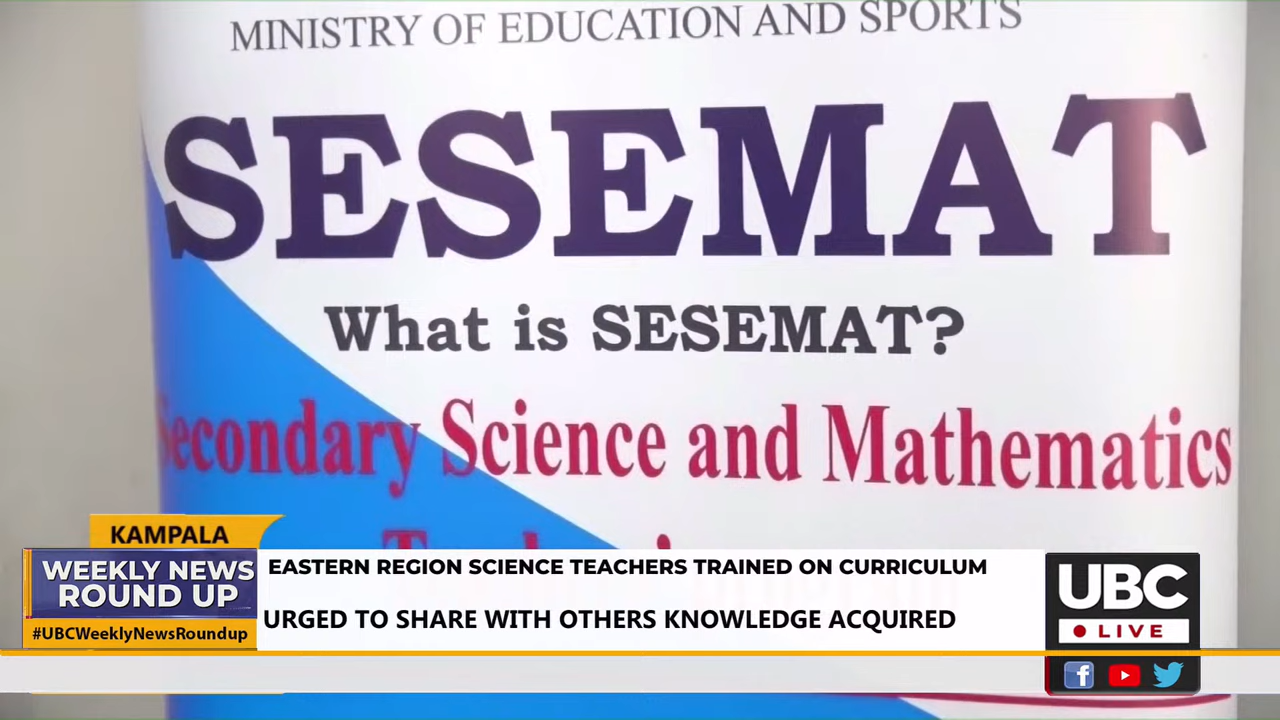 MINISTRY OF EDUCATION AND SPORTS
SESEMAT
What is SESEMAT?
Secondary Science and Mathematics
KAMPALA
WEEKLY NEWS
ROUND UP
#UBCWeeklyNewsRoundup
EASTERN REGION SCIENCE TEACHERS TRAINED ON CURRICULUM
URGED TO SHARE WITH OTHERS KNOWLEDGE ACQUIRED
UBC
LIVE